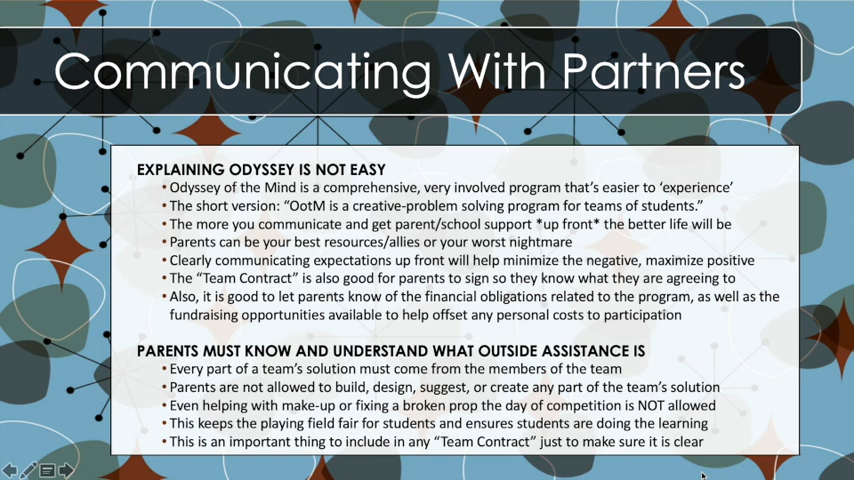 Communicating With Partners
EXPLAINING ODYSSEY IS NOT EASY
• Odyssey of the Mind is a comprehensive, very involved program that's easier to 'experience'
• The short version: "OotM is a creative-problem solving program for teams of students."
• The more you communicate and get parent/school support *up front* the better life will be
• Parents can be your best resources/allies or your worst nightmare
• Clearly communicating expectations up front will help minimize the negative, maximize positive
• The "Team Contract" is also good for parents to sign so they know what they are agreeing to
• Also, it is good to let parents know of the financial obligations related to the program, as well as the
fundraising opportunities available to help offset any personal costs to participation
PARENTS MUST KNOW AND UNDERSTAND WHAT OUTSIDE ASSISTANCE IS
• Every part of a team's solution must come from the members of the team
• Parents are not allowed to build, design, suggest, or create any part of the team's solution
• Even helping with make-up or fixing a broken prop the day of competition is NOT allowed
• This keeps the playing field fair for students and ensures students are doing the learning
• This is an important thing to include in any "Team Contract" just to make sure it is clear